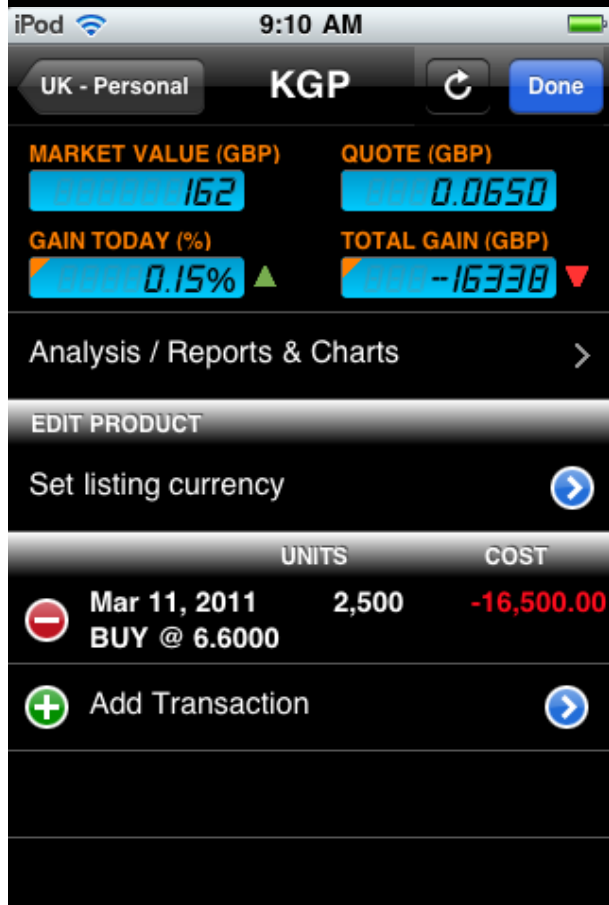 iPod 9:10 AM
UK - Personal KGP Done
MARKET VALUE (GBP) QUOTE (GBP)
162 0.0650
GAIN TODAY (%) TOTAL GAIN (GBP)
0.15% -16338
Analysis / Reports & Charts
EDIT PRODUCT
Set listing currency
UNITS COST
Mar 11, 2011 2,500 -16,500.00
BUY @ 6.6000
Add Transaction